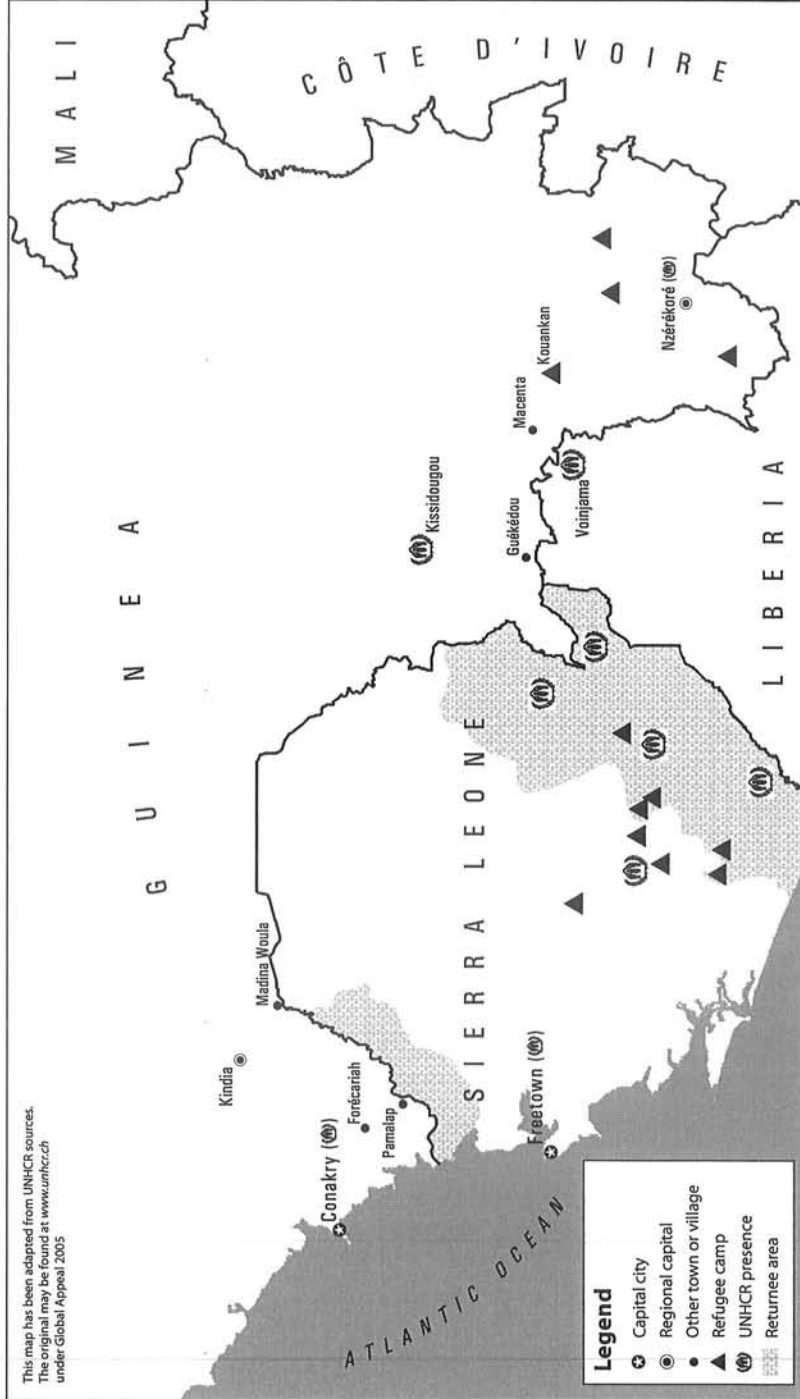 This map has been adapted from UNHCR sources.
The original may be found at www.unhcr.ch
under Global Appeal 2005
MALI
CÔTE D'IVOIRE
GUINEA
Kindia
Madina Woula
Conakry
Forécariah
Pamalap
Kissidougou
Guékédou
Macenta
Kouankan
Voinjama
Nzérékoré
SIERRA LEONE
Freetown
LIBERIA
ATLANTIC OCEAN
Legend
Capital city
Regional capital
Other town or village
Refugee camp
UNHCR presence
Returnee area